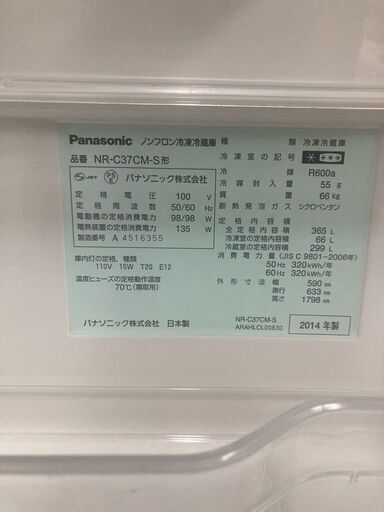 Panasonic ノンフロン冷凍冷蔵庫
品番 NR-C37CM-S形
S JET PS E パナソニック株式会社
定格電圧 100 V
定格周波数 50/60 Hz
電動機の定格消費電力 98/98 W
電熱装置の定格消費電力 135 W
製造番号 A 4516355
庫内灯の定格、種類
110V 15W T20 E12
温度ヒューズの定格動作温度
70℃(霜取用)
パナソニック株式会社 日本製
種類 冷凍冷蔵庫
冷凍室の記号 ****
冷媒 R600a
冷媒封入量 55 g
質量 66 kg
断熱発泡ガス シクロペンタン
定格内容積
全定格内容積 365 L
冷凍室の定格内容積 66 L
冷蔵室の定格内容積 299 L
消費電力量(JIS C 9801-2006年)
50 Hz 320 kWh/年
60 Hz 320 kWh/年
外形寸法 幅 590 mm
奥行 633 mm
高さ 1798 mm
NR-C37CM-S
ARAHLCL00830
2014 年製